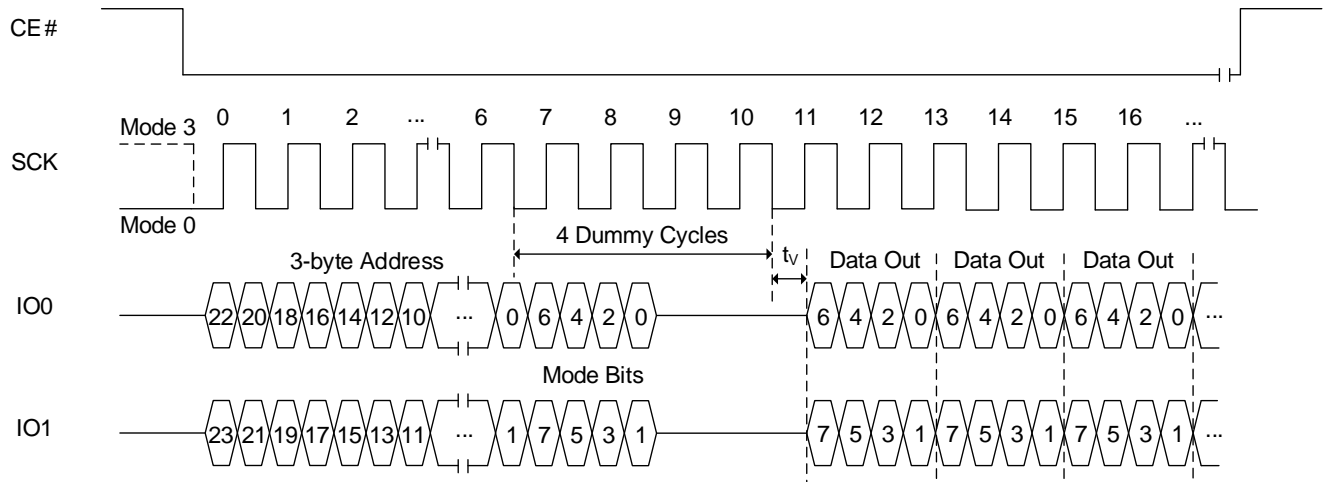 CE#
Mode 3
0 1 2 ... 6 7 8 9 10 11 12 13 14 15 16 ...
SCK
Mode 0
4 Dummy Cycles
3-byte Address
tV
Data Out Data Out Data Out
IO0
22 20 18 16 14 12 10 ... 0 6 4 2 0 6 4 2 0 6 4 2 0 6 4 2 0 ...
Mode Bits
IO1
23 21 19 17 15 13 11 ... 1 7 5 3 1 7 5 3 1 7 5 3 1 7 5 3 1 ...